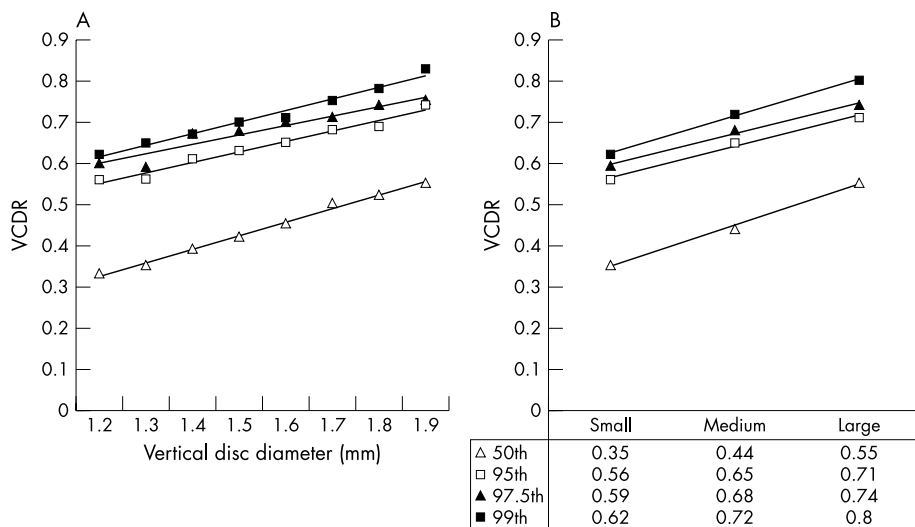 A
0.9
0.8
0.7
0.6
0.5
0.4
0.3
0.2
0.1
0
VCDR
1.2 1.3 1.4 1.5 1.6 1.7 1.8 1.9
Vertical disc diameter (mm)
B
0.9
0.8
0.7
0.6
0.5
0.4
0.3
0.2
0.1
0
VCDR
Small Medium Large
△ 50th 0.35 0.44 0.55
□ 95th 0.56 0.65 0.71
▲ 97.5th 0.59 0.68 0.74
■ 99th 0.62 0.72 0.8